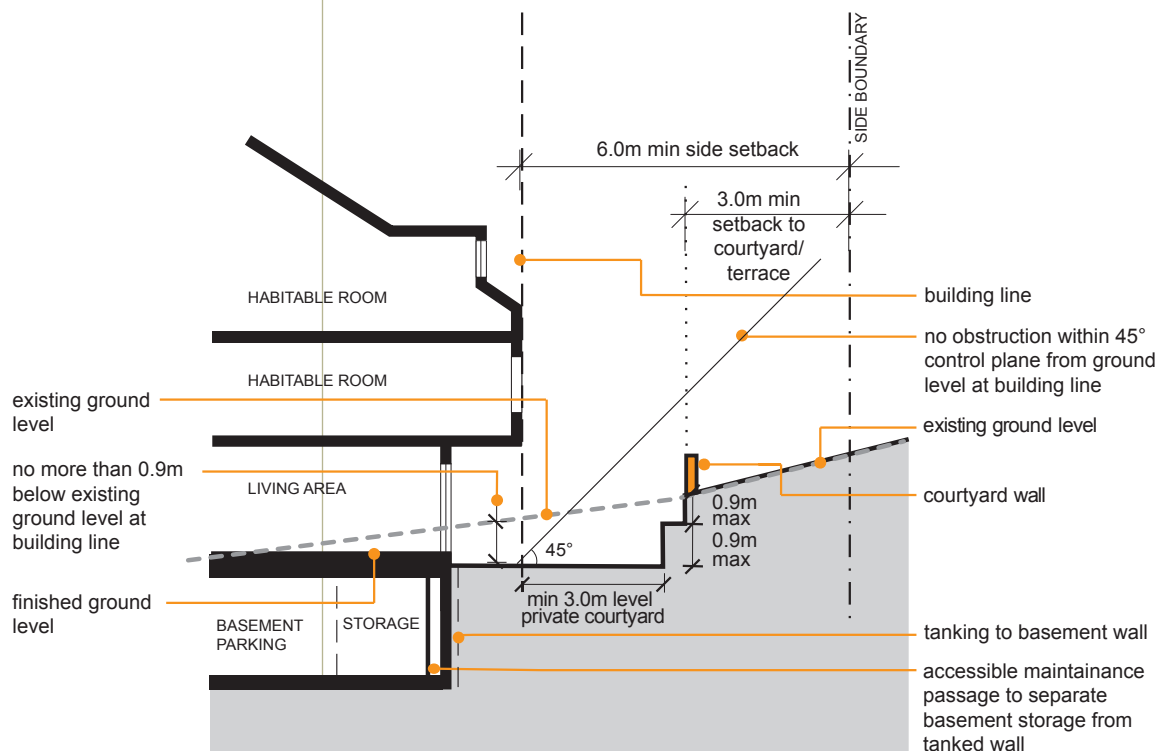 SIDE BOUNDARY
6.0m min side setback
3.0m min
setback to
courtyard/
terrace
HABITABLE ROOM
building line
no obstruction within 45°
control plane from ground
level at building line
HABITABLE ROOM
existing ground
level
existing ground level
no more than 0.9m
below existing
ground level at
building line
LIVING AREA
courtyard wall
0.9m
max
0.9m
max
45°
min 3.0m level
private courtyard
finished ground
level
BASEMENT
PARKING
STORAGE
tanking to basement wall
accessible maintainance
passage to separate
basement storage from
tanked wall